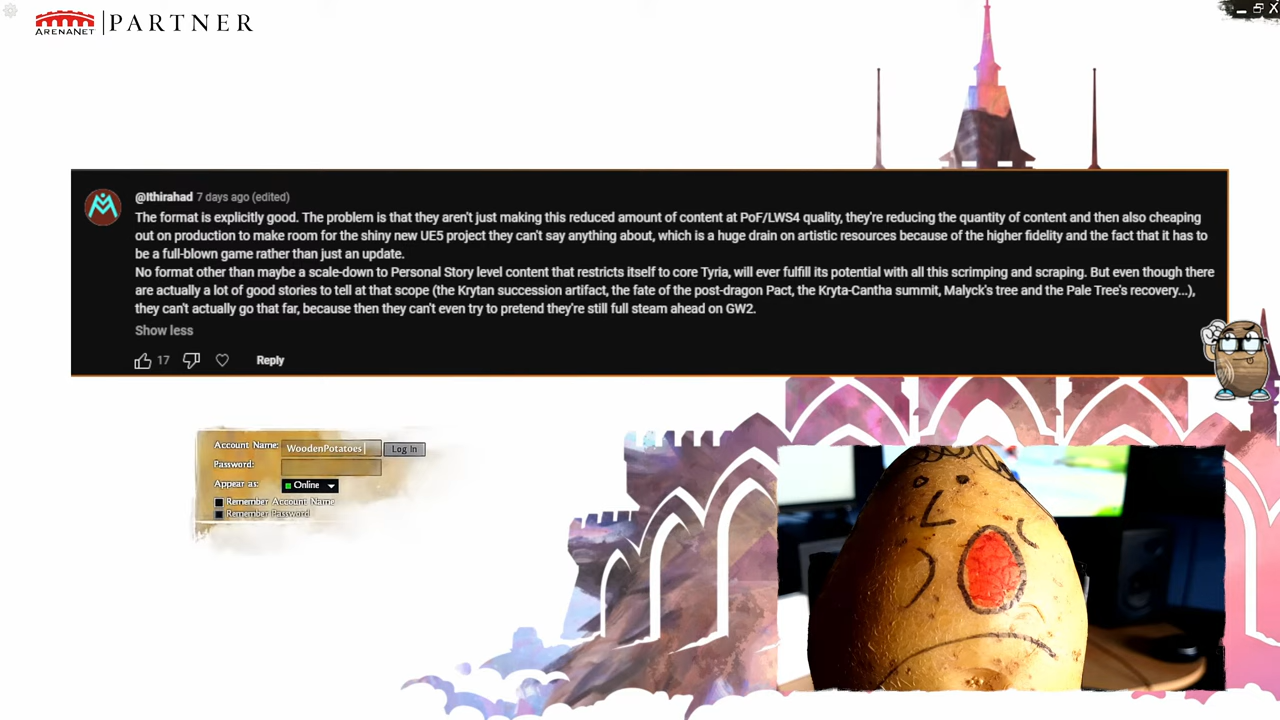 ARENANET
PARTNER
@Ithirahad 7 days ago (edited)
The format is explicitly good. The problem is that they aren't just making this reduced amount of content at PoF/LWS4 quality, they're reducing the quantity of content and then also cheaping
out on production to make room for the shiny new UE5 project they can't say anything about, which is a huge drain on artistic resources because of the higher fidelity and the fact that it has to
be a full-blown game rather than just an update.
No format other than maybe a scale-down to Personal Story level content that restricts itself to core Tyria, will ever fulfill its potential with all this scrimping and scraping. But even though there
are actually a lot of good stories to tell at that scope (the Krytan succession artifact, the fate of the post-dragon Pact, the Kryta-Cantha summit, Malyck's tree and the Pale Tree's recovery...),
they can't actually go that far, because then they can't even try to pretend they're still full steam ahead on GW2.
Show less
17 Reply
Account Name: WoodenPotatoes Log In
Password:
Appear as: Online
Remember Account Name
Remember Password